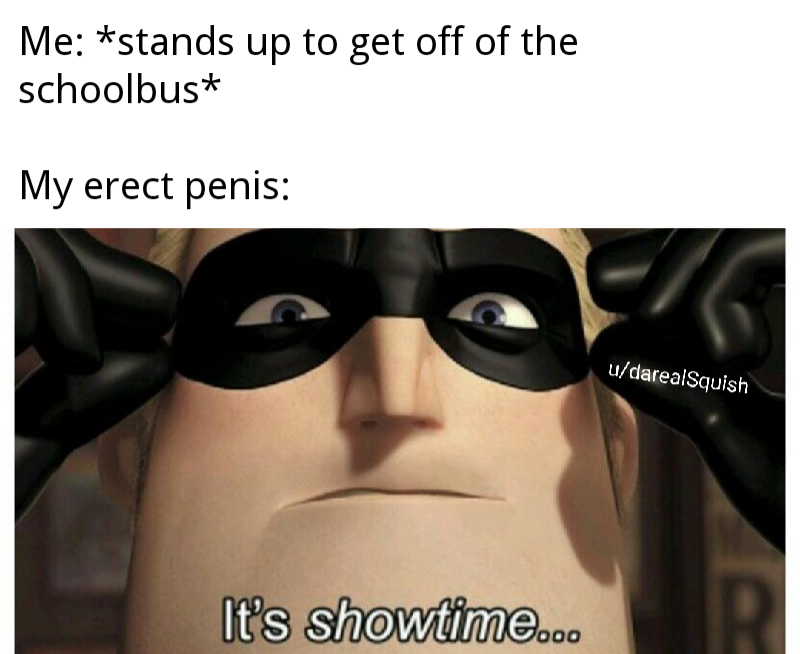 Me: *stands up to get off of the
schoolbus*
My erect penis:
u/darealSquish
It's showtime...
R